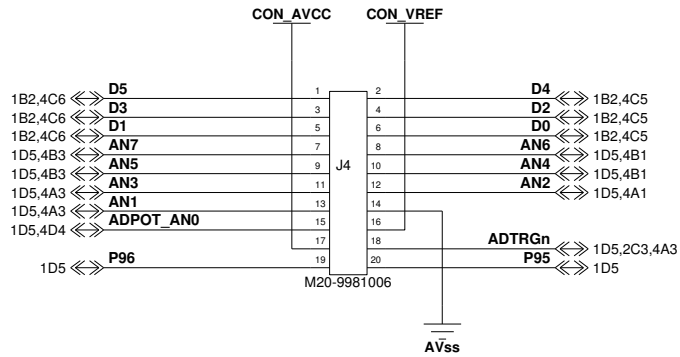 CON_AVCC CON_VREF
1B2,4C6 D5 1 2 D4 1B2,4C5
1B2,4C6 D3 3 4 D2 1B2,4C5
1B2,4C6 D1 5 6 D0 1B2,4C5
1D5,4B3 AN7 7 8 AN6 1D5,4B1
1D5,4B3 AN5 9 J4 10 AN4 1D5,4B1
1D5,4A3 AN3 11 12 AN2 1D5,4A1
1D5,4A3 AN1 13 14
1D5,4D4 ADPOT_AN0 15 16
17 18 ADTRGn 1D5,2C3,4A3
1D5 P96 19 20 P95 1D5
M20-9981006
AVss